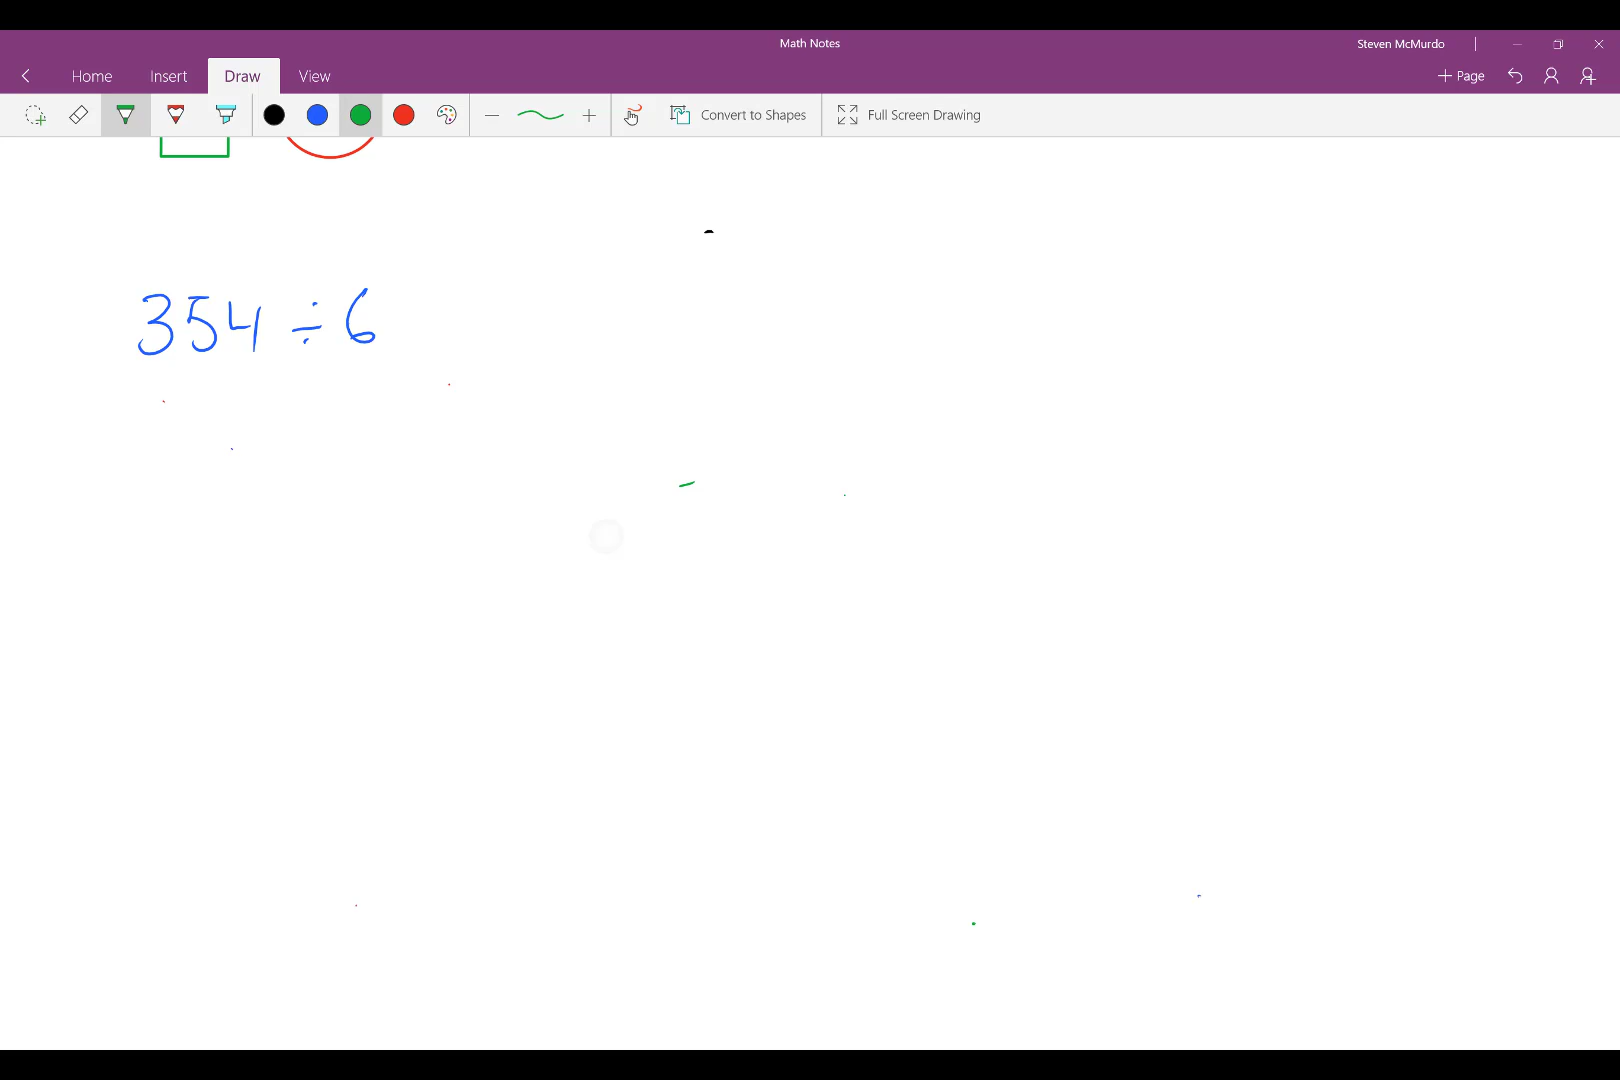 Math Notes
Steven McMurdo
Home Insert Draw View
Page
Convert to Shapes
Full Screen Drawing
354 ÷ 6